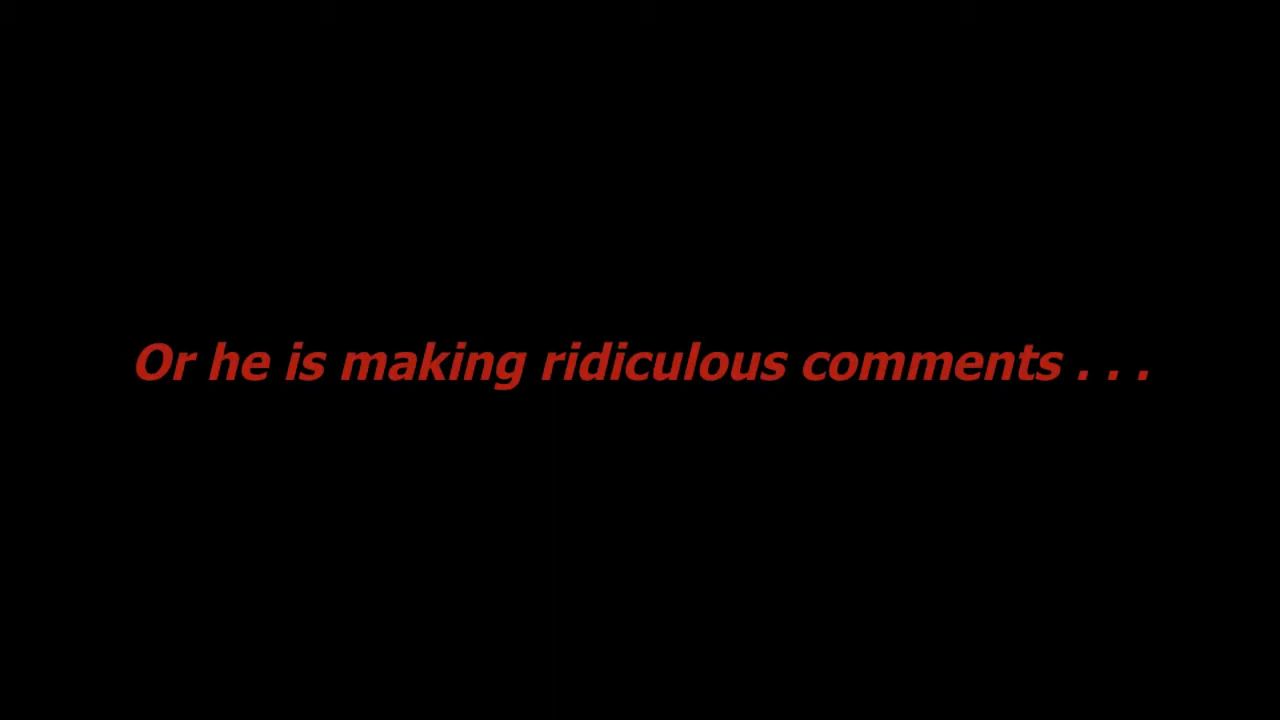 Or he is making ridiculous comments . . .